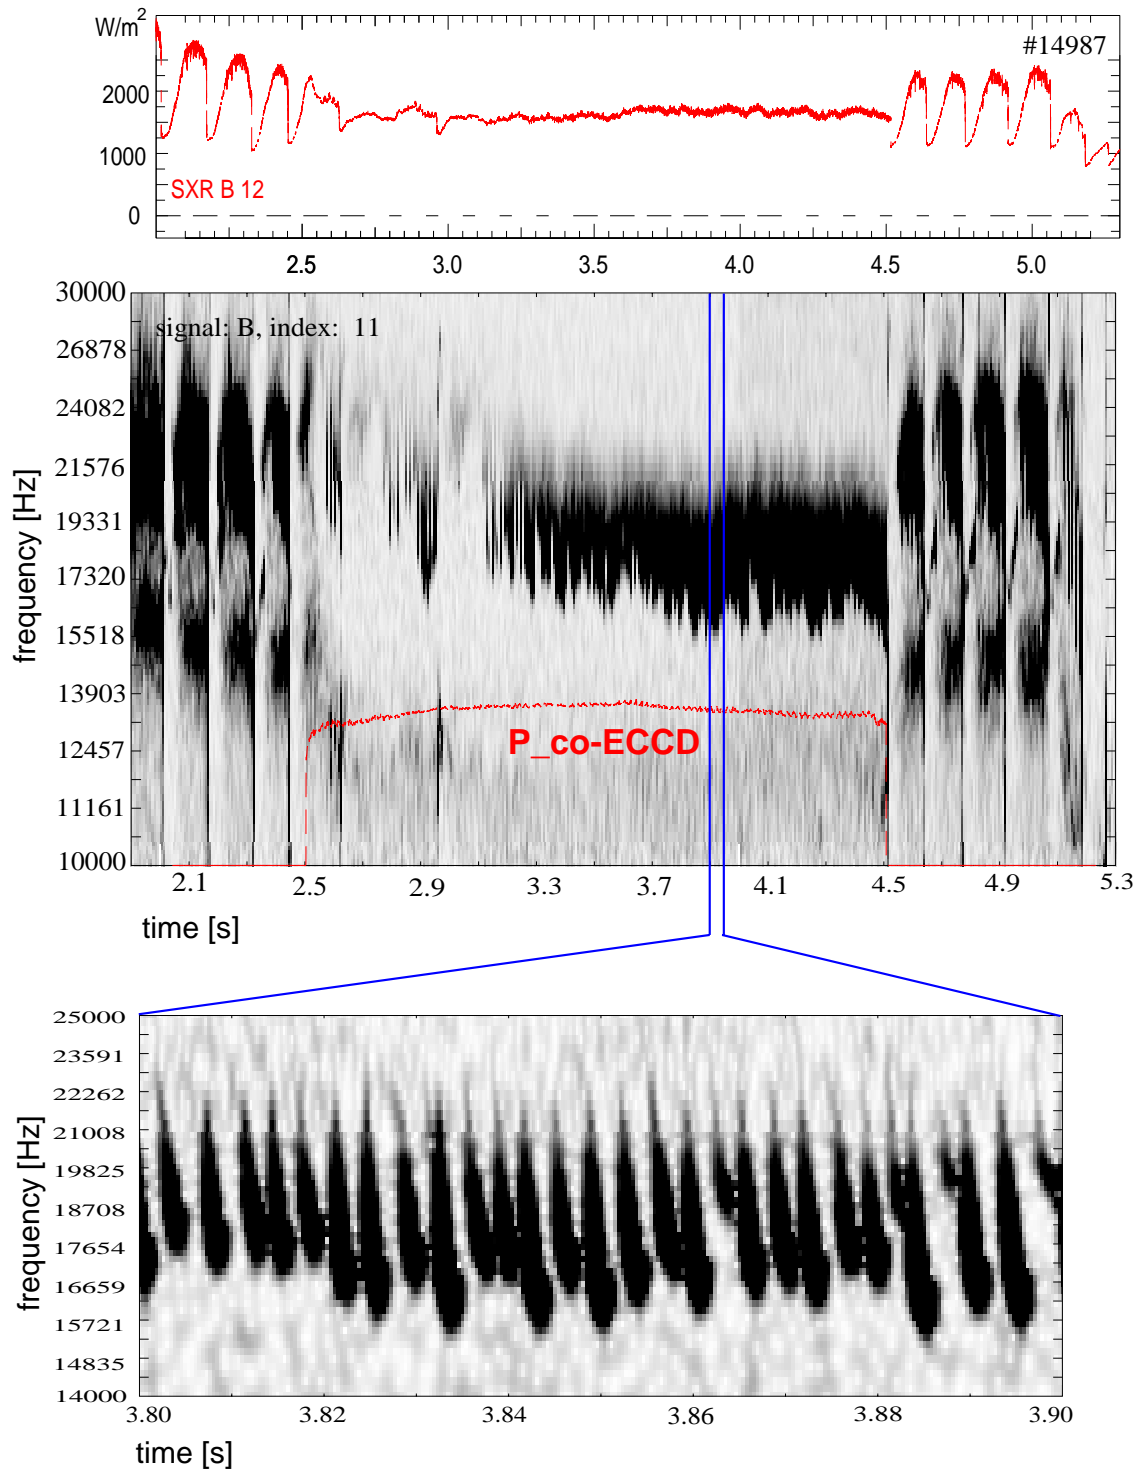 W/m2
#14987
2000
1000
SXR B 12
0
2.5 3.0 3.5 4.0 4.5 5.0
30000
signal: B, index: 11
26878
24082
21576
19331
17320
15518
13903
12457
11161
10000
frequency [Hz]
P_co-ECCD
2.1 2.5 2.9 3.3 3.7 4.1 4.5 4.9 5.3
time [s]
25000
23591
22262
21008
19825
18708
17654
16659
15721
14835
14000
frequency [Hz]
3.80 3.82 3.84 3.86 3.88 3.90
time [s]